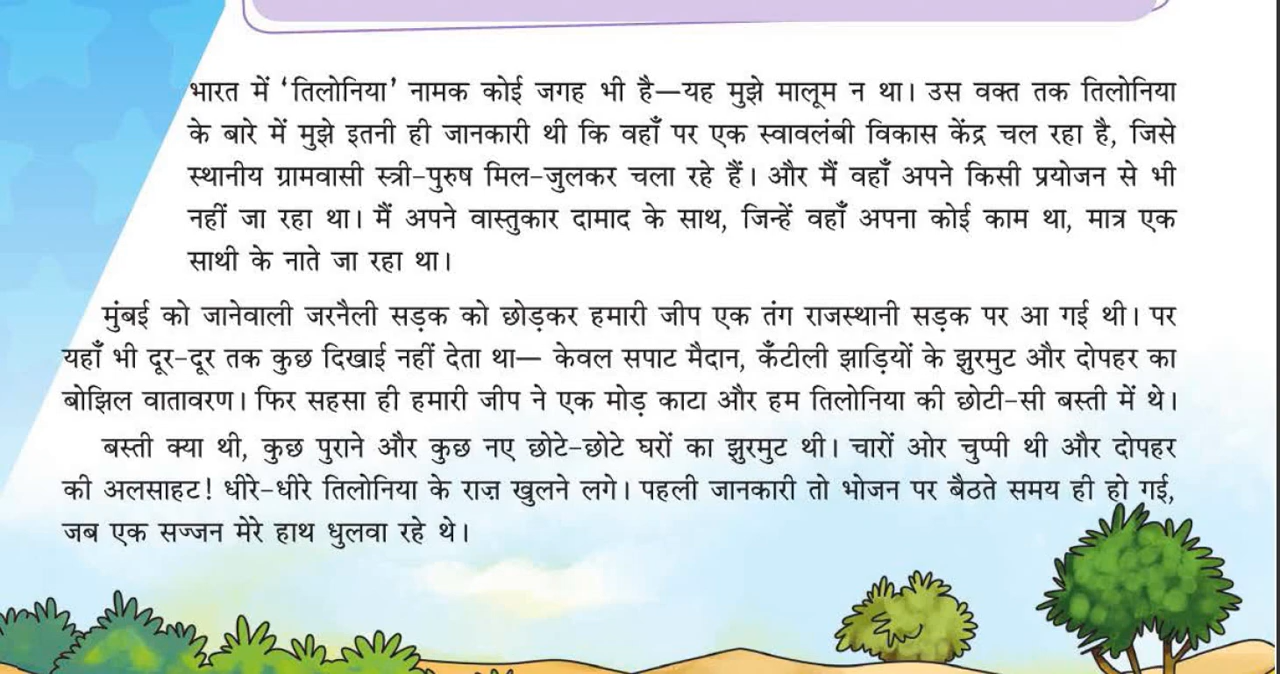 भारत में ‘तिलोनिया’ नामक कोई जगह भी है—यह मुझे मालूम न था। उस वक्त तक तिलोनिया
के बारे में मुझे इतनी ही जानकारी थी कि वहाँ पर एक स्वावलंबी विकास केंद्र चल रहा है, जिसे
स्थानीय ग्रामवासी स्त्री-पुरुष मिल-जुलकर चला रहे हैं। और मैं वहाँ अपने किसी प्रयोजन से भी
नहीं जा रहा था। मैं अपने वास्तुकार दामाद के साथ, जिन्हें वहाँ अपना कोई काम था, मात्र एक
साथी के नाते जा रहा था।
मुंबई को जानेवाली जरनैली सड़क को छोड़कर हमारी जीप एक तंग राजस्थानी सड़क पर आ गई थी। पर
यहाँ भी दूर-दूर तक कुछ दिखाई नहीं देता था— केवल सपाट मैदान, कँटीली झाड़ियों के झुरमुट और दोपहर का
बोझिल वातावरण। फिर सहसा ही हमारी जीप ने एक मोड़ काटा और हम तिलोनिया की छोटी-सी बस्ती में थे।
बस्ती क्या थी, कुछ पुराने और कुछ नए छोटे-छोटे घरों का झुरमुट थी। चारों ओर चुप्पी थी और दोपहर
की अलसाहट! धीरे-धीरे तिलोनिया के राज़ खुलने लगे। पहली जानकारी तो भोजन पर बैठते समय ही हो गई,
जब एक सज्जन मेरे हाथ धुलवा रहे थे।